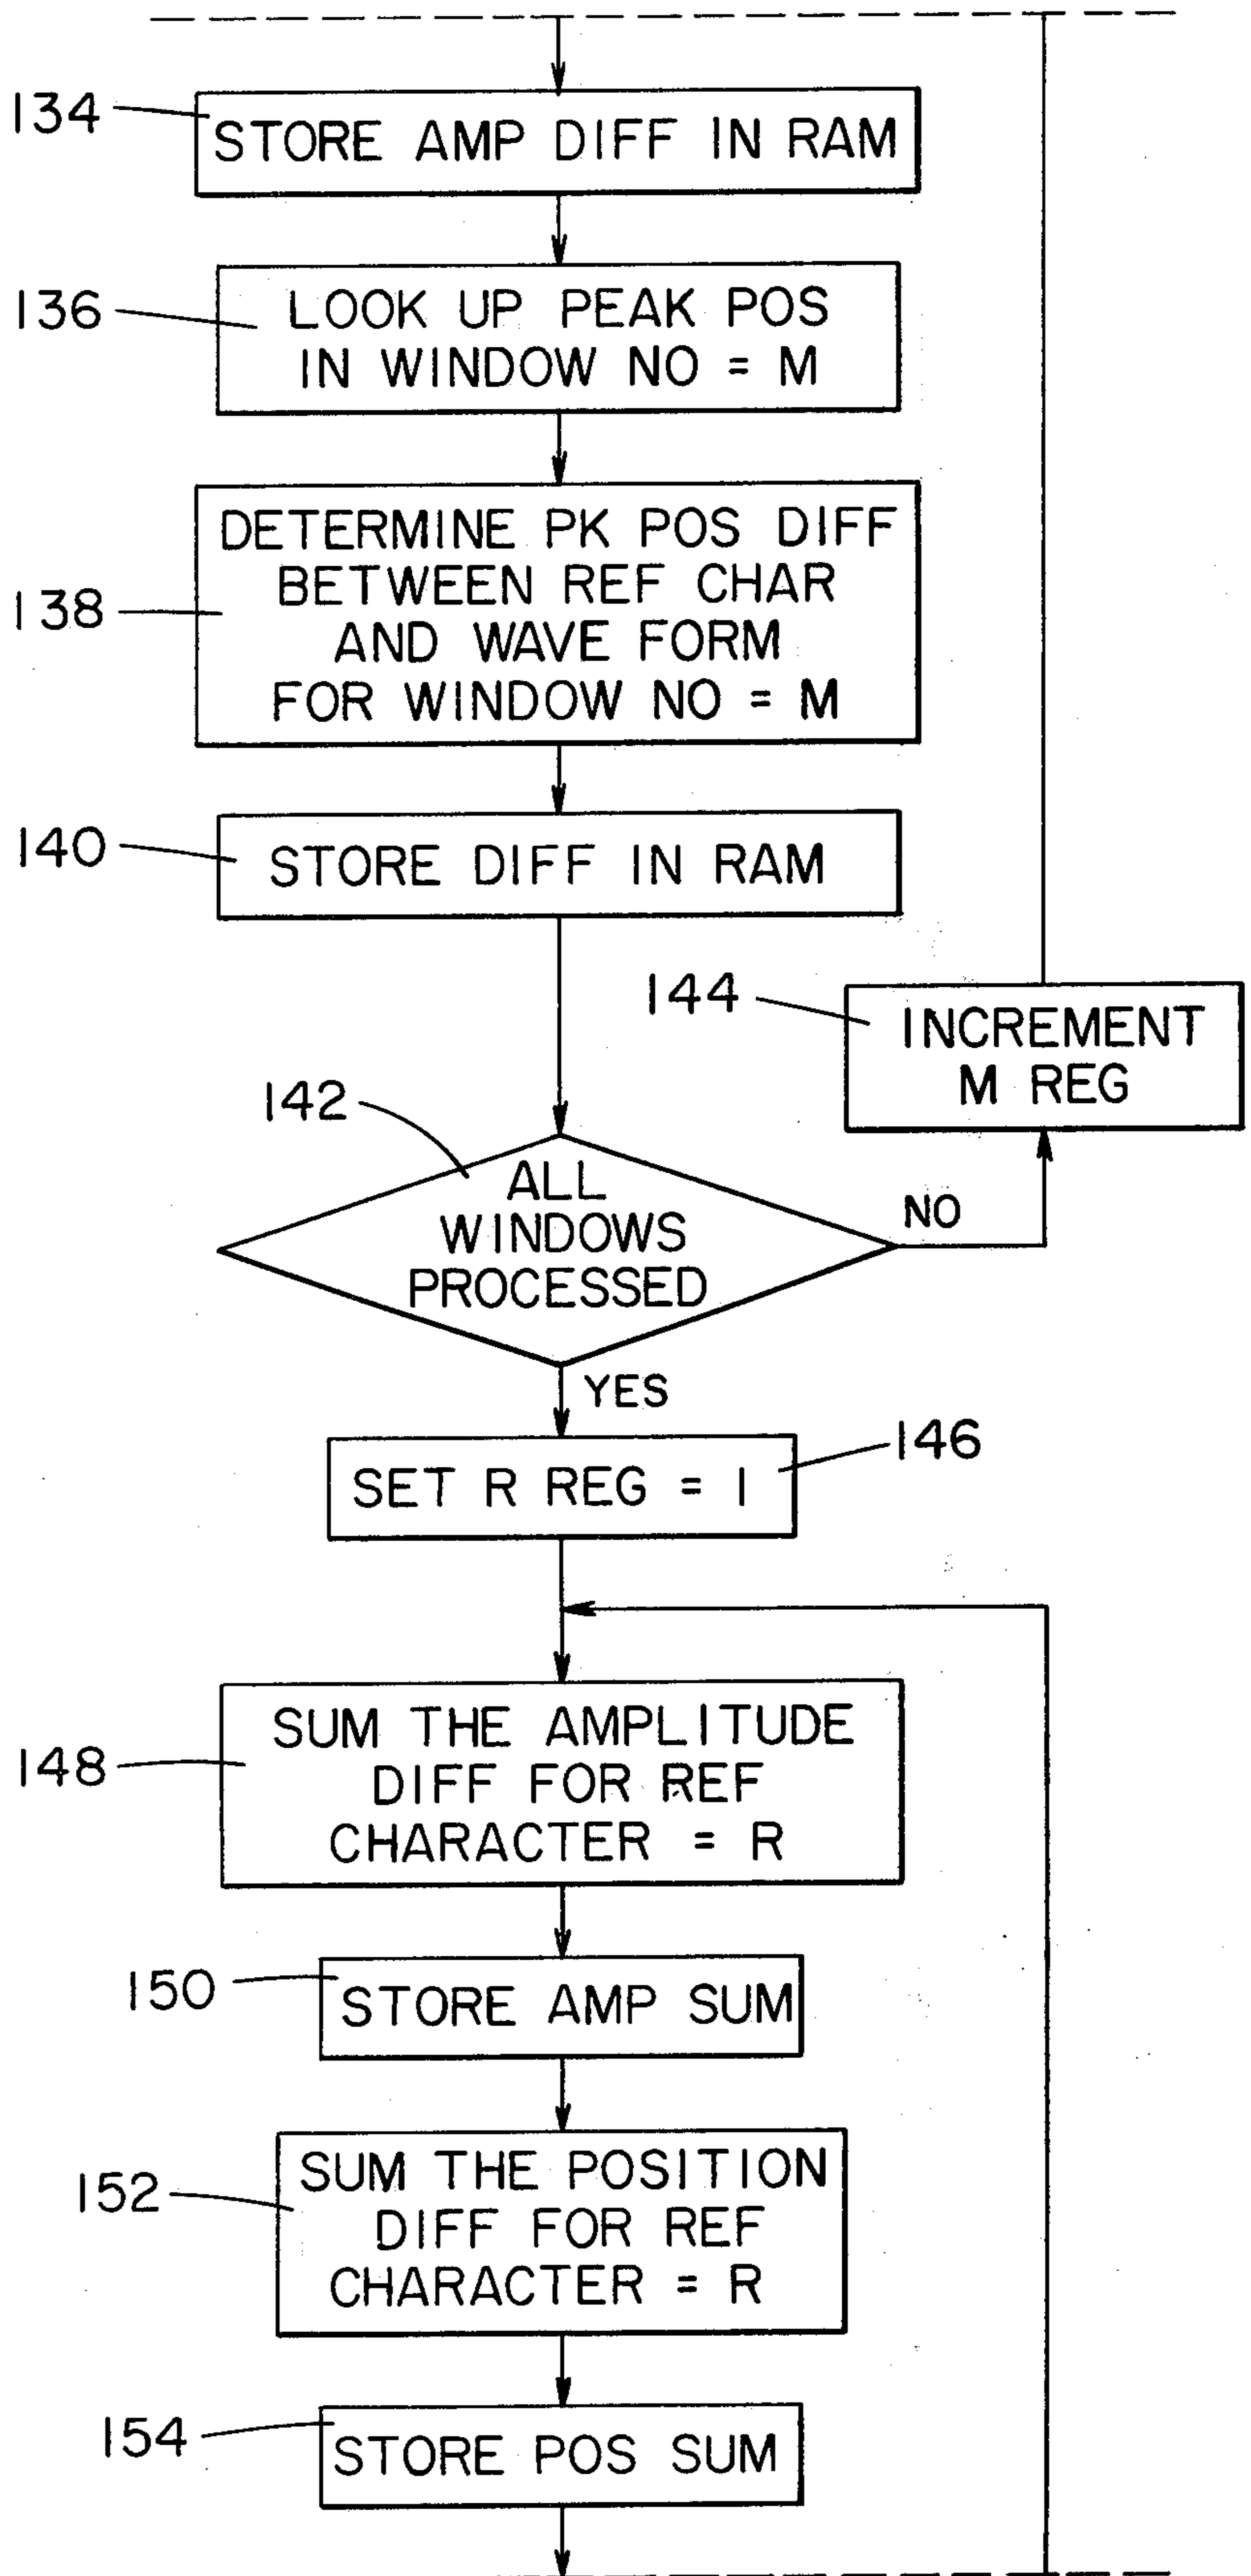 134
STORE AMP DIFF IN RAM
136
LOOK UP PEAK POS
IN WINDOW NO = M
138
DETERMINE PK POS DIFF
BETWEEN REF CHAR
AND WAVE FORM
FOR WINDOW NO = M
140
STORE DIFF IN RAM
144
INCREMENT
M REG
142
ALL
WINDOWS
PROCESSED
NO
YES
146
SET R REG = 1
148
SUM THE AMPLITUDE
DIFF FOR REF
CHARACTER = R
150
STORE AMP SUM
152
SUM THE POSITION
DIFF FOR REF
CHARACTER = R
154
STORE POS SUM